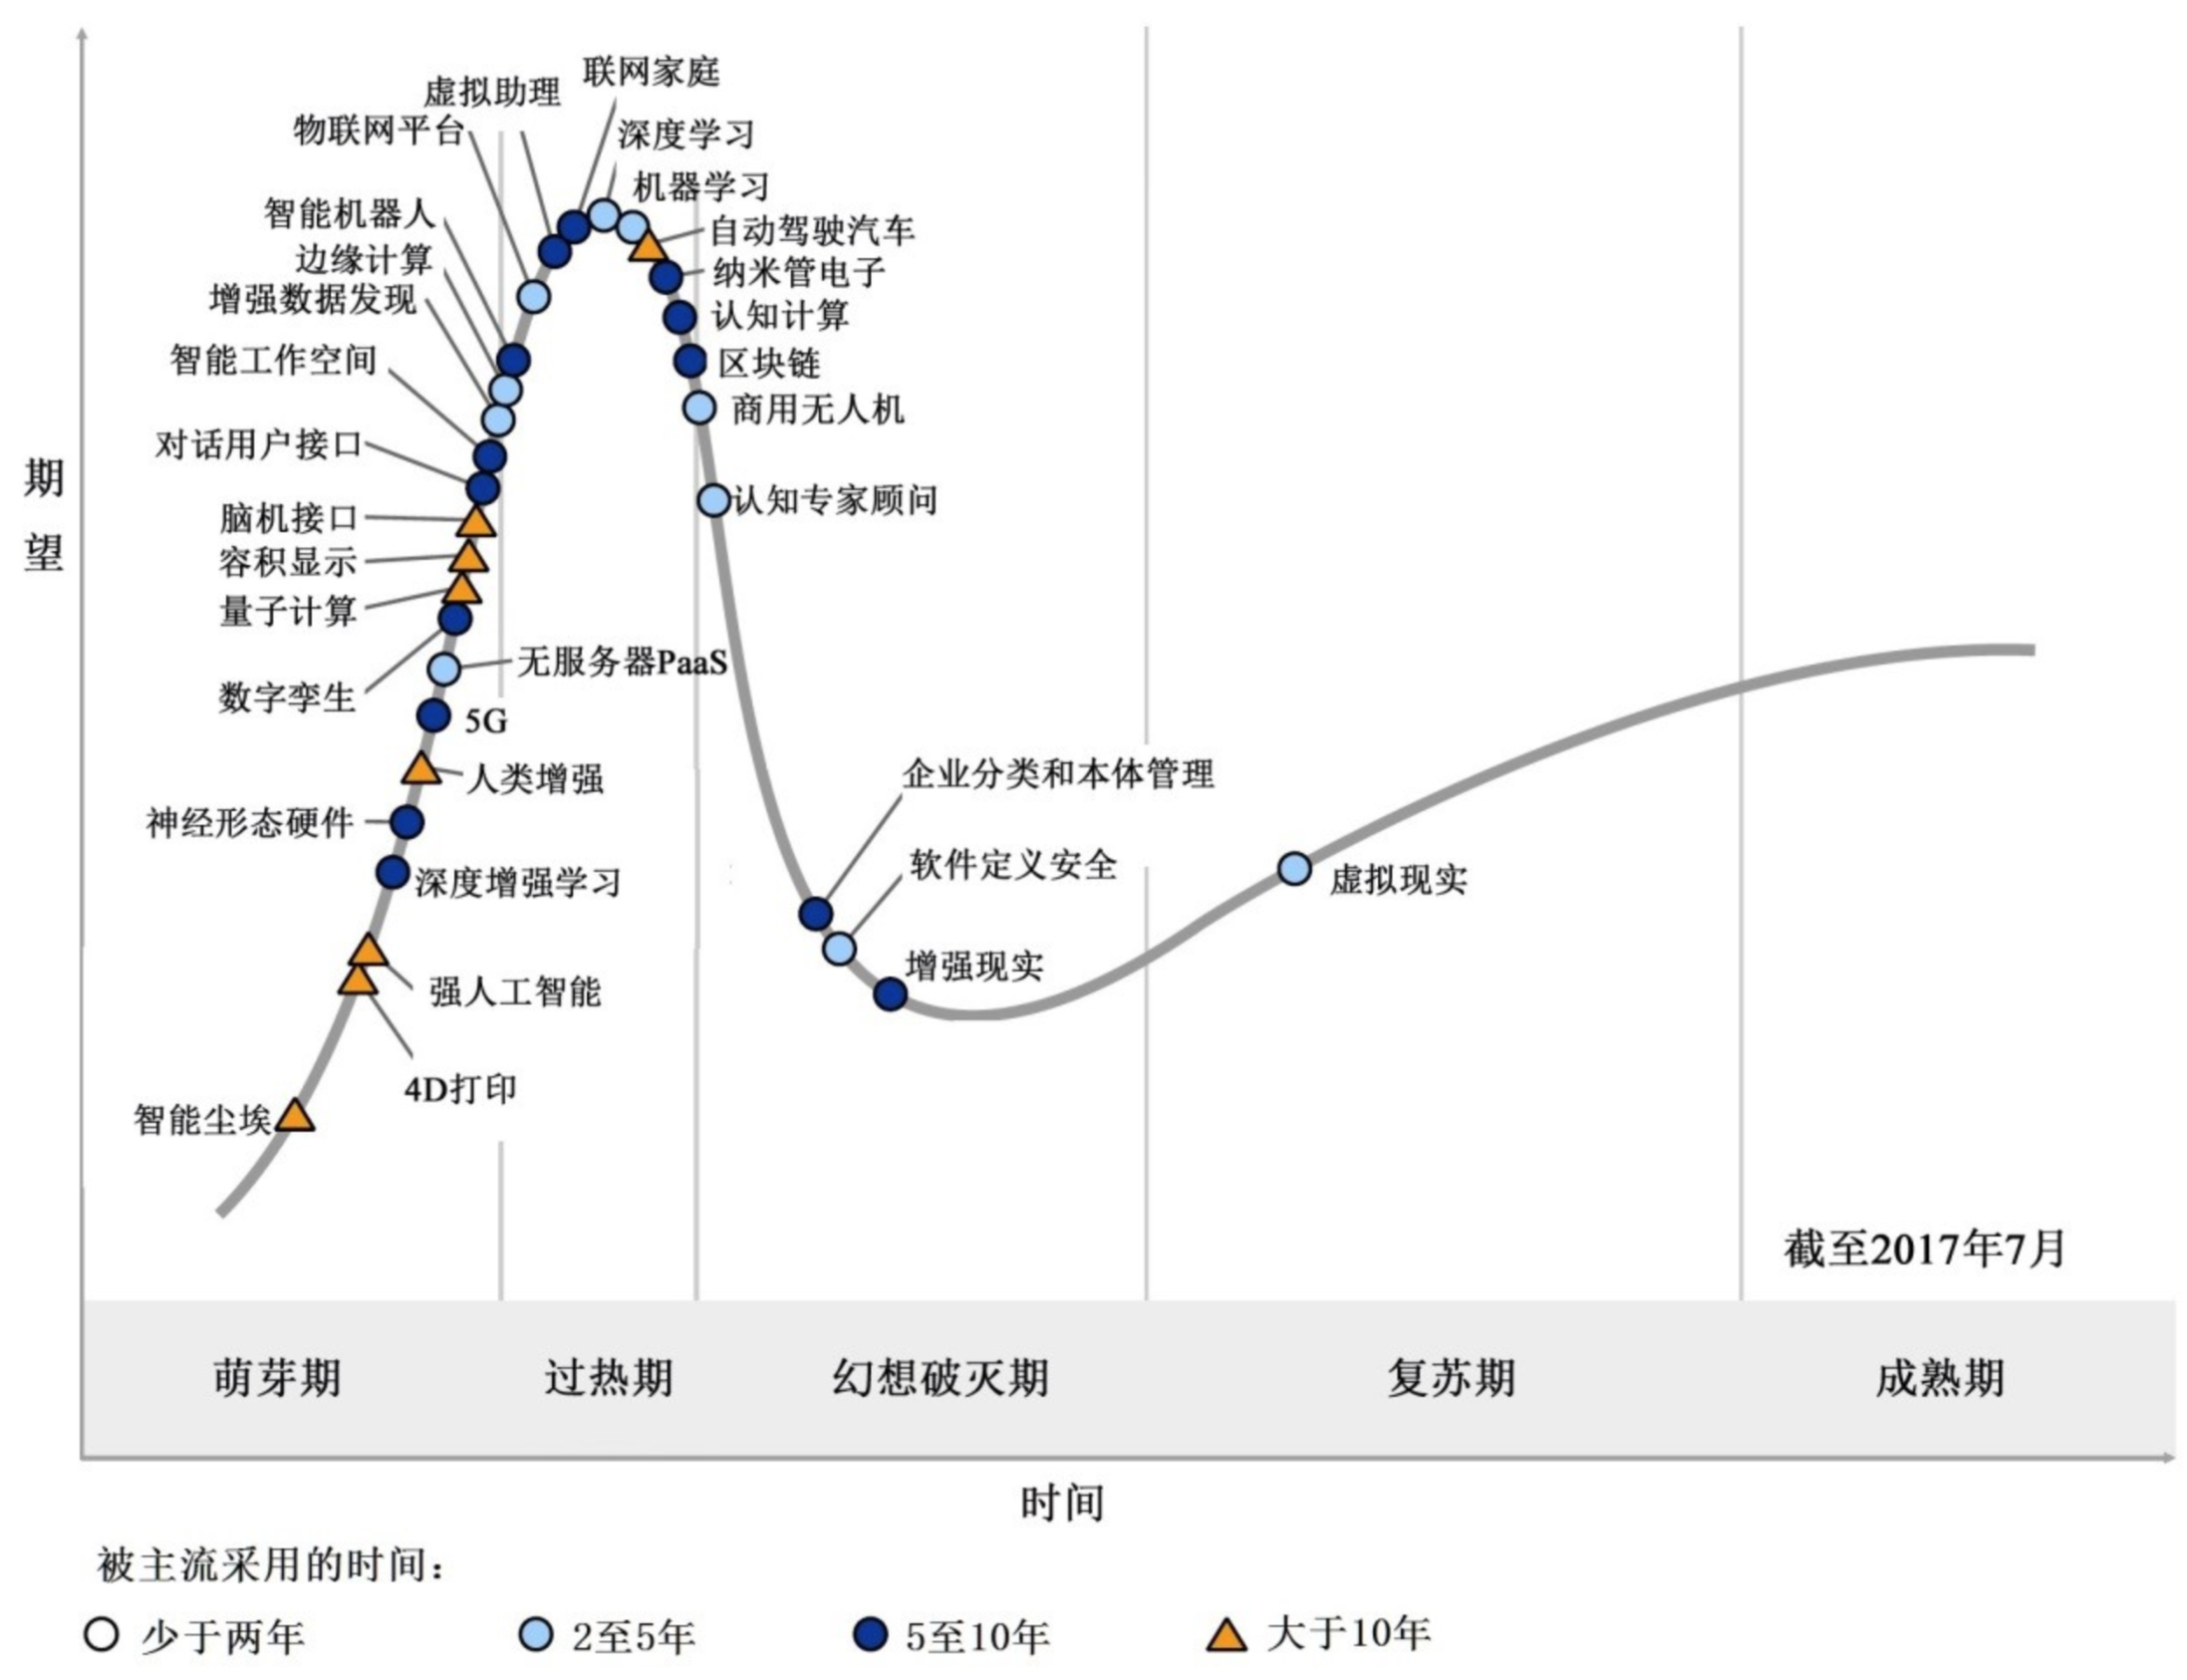 联网家庭
虚拟助理
物联网平台
深度学习
机器学习
智能机器人
自动驾驶汽车
边缘计算
纳米管电子
增强数据发现
认知计算
智能工作空间
区块链
商用无人机
对话用户接口
认知专家顾问
脑机接口
容积显示
量子计算
无服务器PaaS
数字孪生
5G
人类增强
企业分类和本体管理
神经形态硬件
软件定义安全
深度增强学习
虚拟现实
增强现实
强人工智能
4D打印
智能尘埃
期望
截至2017年7月
萌芽期
过热期
幻想破灭期
复苏期
成熟期
时间
被主流采用的时间：
少于两年
2至5年
5至10年
大于10年